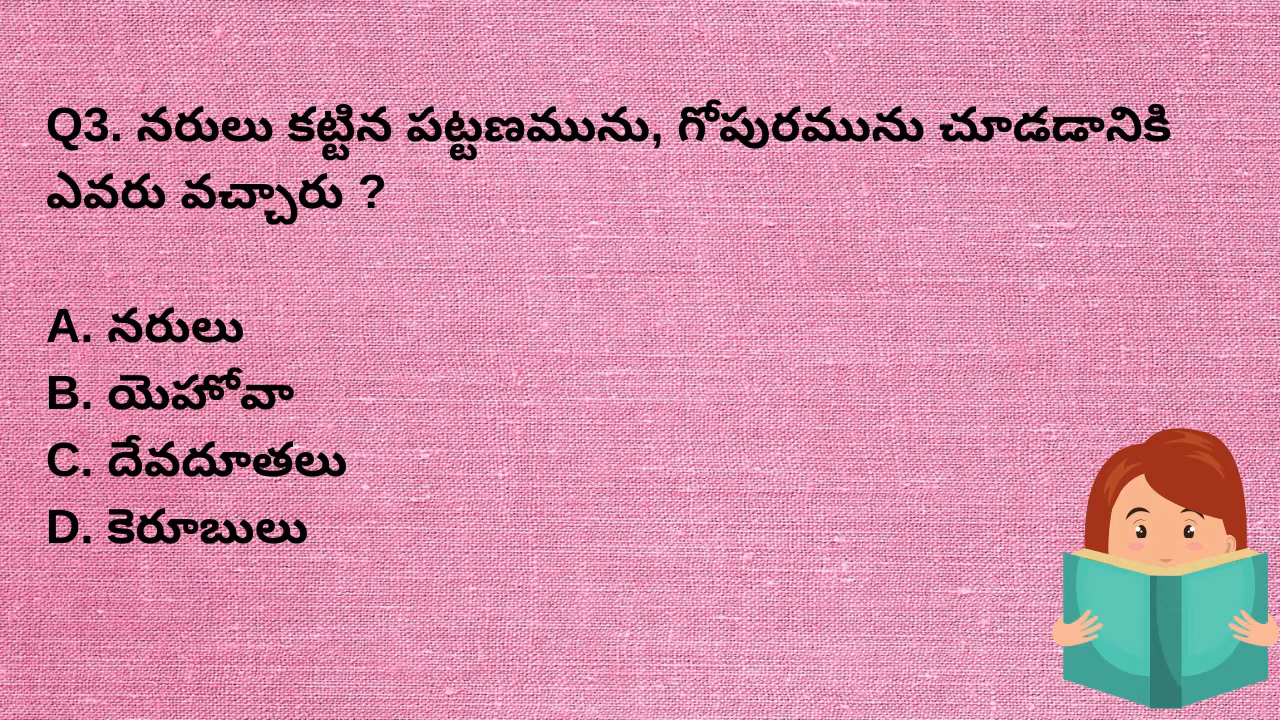 Q3. నరులు కట్టిన పట్టణమును, గోపురమును చూడడానికి
ఎవరు వచ్చారు ?
A. నరులు
B. యెహోవా
C. దేవదూతలు
D. కెరూబులు